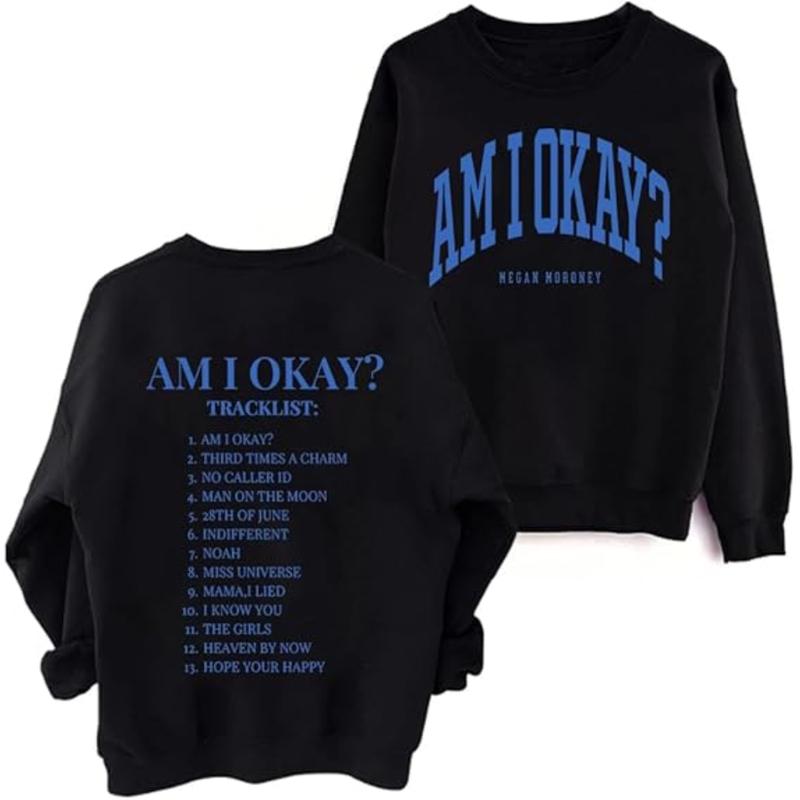 AM I OKAY?
MEGAN MORONEY
AM I OKAY?
TRACKLIST:
1. AM I OKAY?
2. THIRD TIMES A CHARM
3. NO CALLER ID
4. MAN ON THE MOON
5. 28TH OF JUNE
6. INDIFFERENT
7. NOAH
8. MISS UNIVERSE
9. MAMA,I LIED
10. I KNOW YOU
11. THE GIRLS
12. HEAVEN BY NOW
13. HOPE YOUR HAPPY